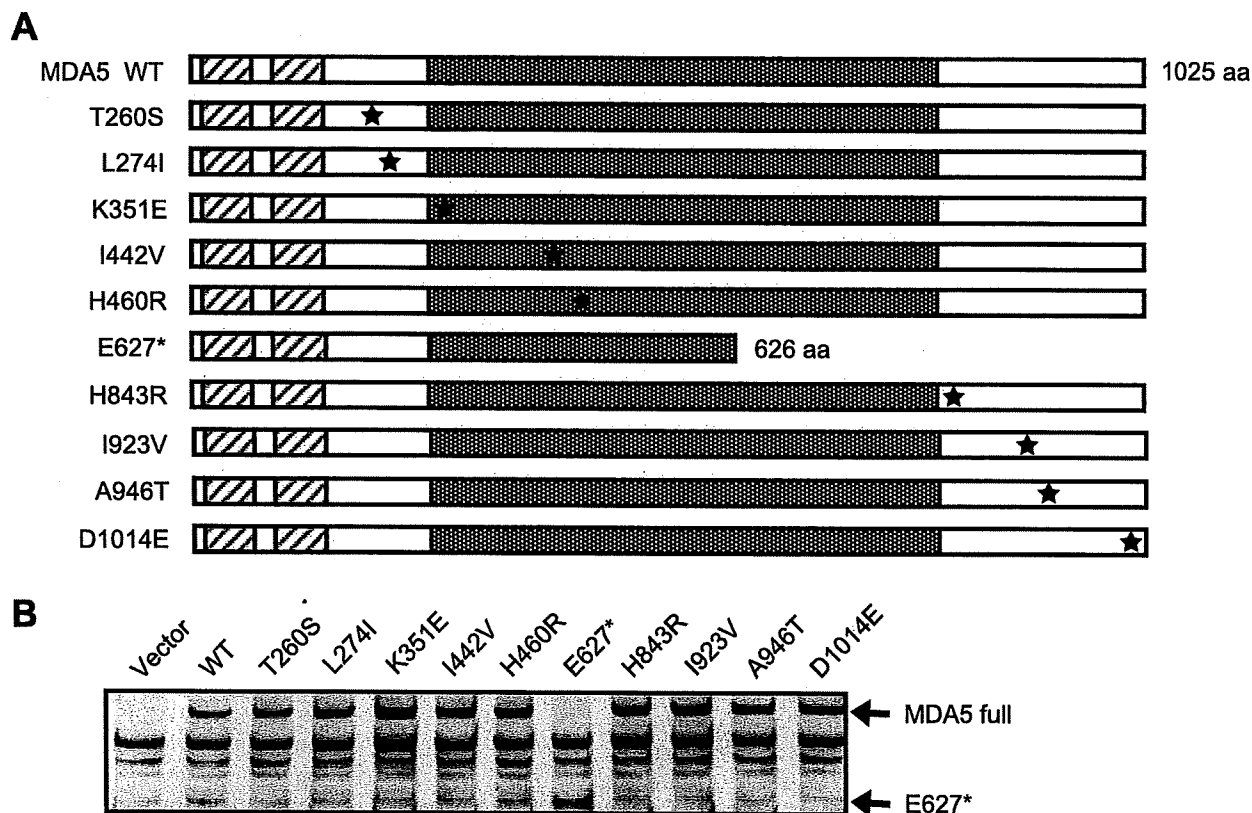 A
MDA5 WT 1025 aa
T260S
L274I
K351E
I442V
H460R
E627* 626 aa
H843R
I923V
A946T
D1014E
B
Vector WT T260S L274I K351E I442V H460R E627* H843R I923V A946T D1014E
MDA5 full
E627*